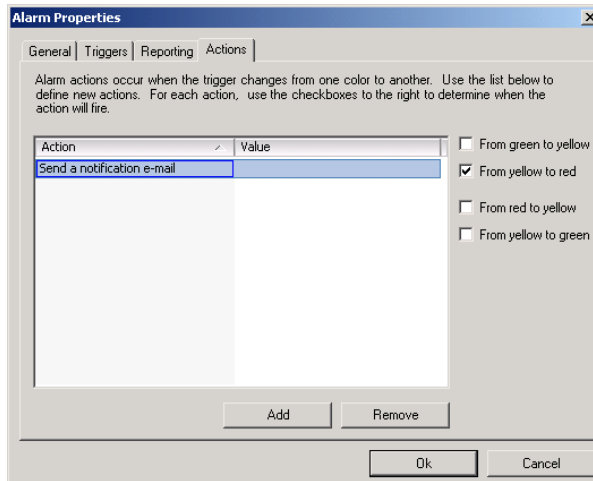 Alarm Properties
General Triggers Reporting Actions
Alarm actions occur when the trigger changes from one color to another. Use the list below to
define new actions. For each action, use the checkboxes to the right to determine when the
action will fire.
Action Value
Send a notification e-mail
From green to yellow
From yellow to red
From red to yellow
From yellow to green
Add Remove
Ok Cancel